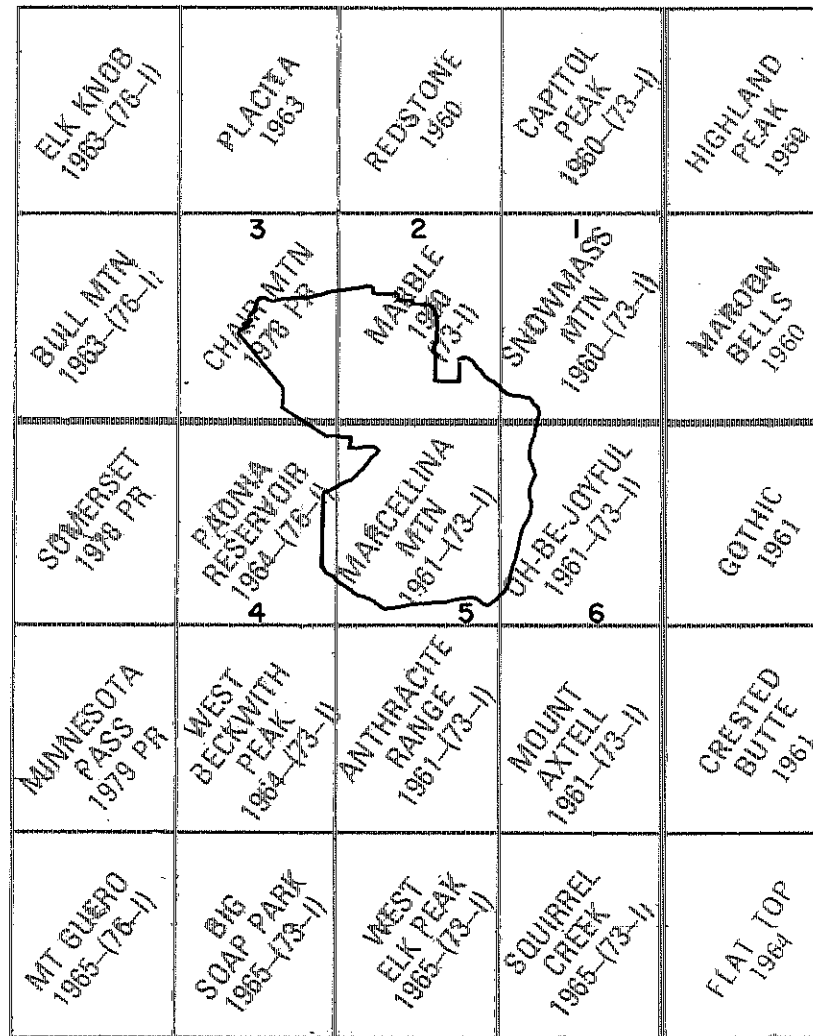 ELK KNOB
1963-(76-I)
PLACITA
1963
REDSTONE
1960
CAPITOL
PEAK
1960-(73-I)
HIGHLAND
PEAK
1960
3
2
1
BULL MTN
1963-(76-I)
CHAIR MTN
1978 PR
MARBLE
1960
(73-I)
SNOWMASS
MTN
1960-(73-I)
MAROON
BELLS
1960
SOMERSET
1978 PR
PAONIA
RESERVOIR
1964-(76-I)
MARCELLINA
MTN
1961-(73-I)
OH-BE-JOYFUL
1961-(73-I)
GOTHIC
1961
4
5
6
MINNESOTA
PASS
1979 PR
WEST
BECKWITH
PEAK
1964-(73-I)
ANTHRACITE
RANGE
1961-(73-I)
MOUNT
AXTELL
1961-(73-I)
CRESTED
BUTTE
1961
MT GUERO
1965-(76-I)
BIG
SOAP PARK
1965-(73-I)
WEST
ELK PEAK
1965-(73-I)
SQUIRREL
CREEK
1965-(73-I)
FLAT TOP
1964